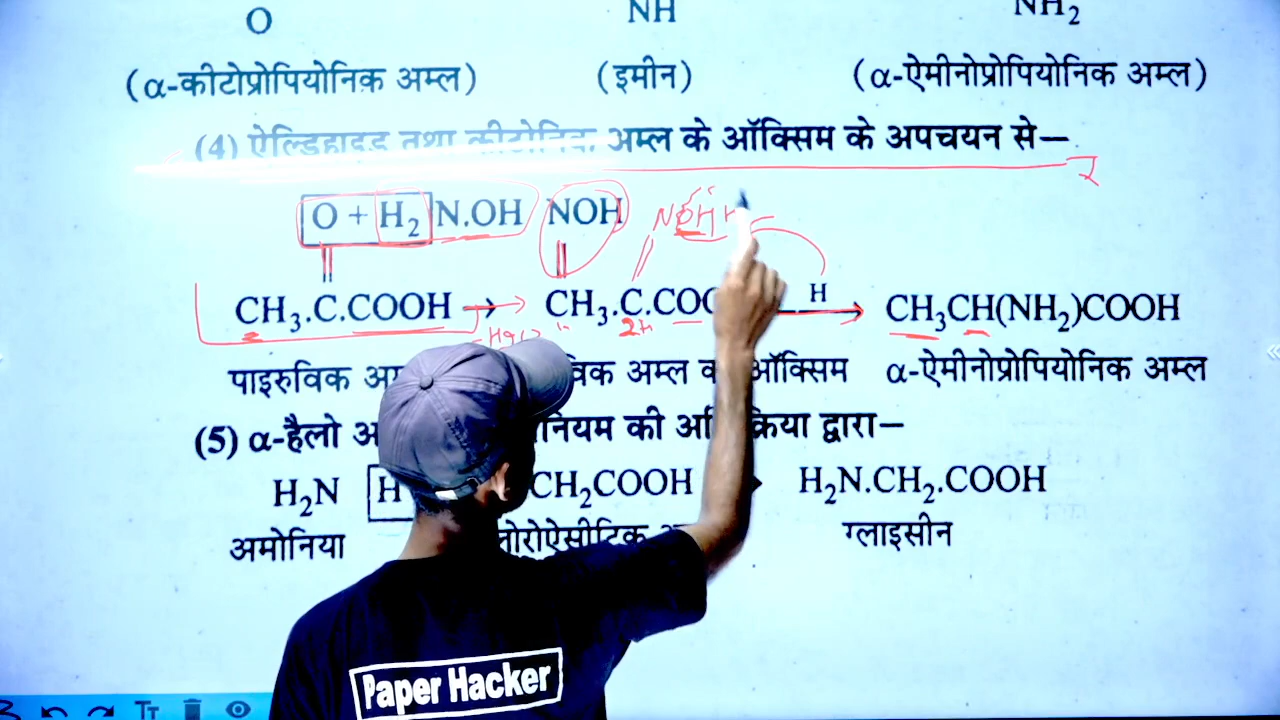 O NH NH₂
(α-कीटोप्रोपियोनिक अम्ल) (इमीन) (α-ऐमीनोप्रोपियोनिक अम्ल)
(4) ऐल्डिहाइड तथा कीटोनिक अम्ल के ऑक्सिम के अपचयन से—
O + H₂ N.OH NOH NOH H
CH₃.C.COOH → CH₃.C.COO H → CH₃CH(NH₂)COOH
2H
पाइरुविक विक अम्ल ऑक्सिम α-ऐमीनोप्रोपियोनिक अम्ल
(5) α-हैलो की द्वारा—
H₂N H CH₂COOH H₂N.CH₂.COOH
अमोनिया ग्लाइसीन
Paper Hacker